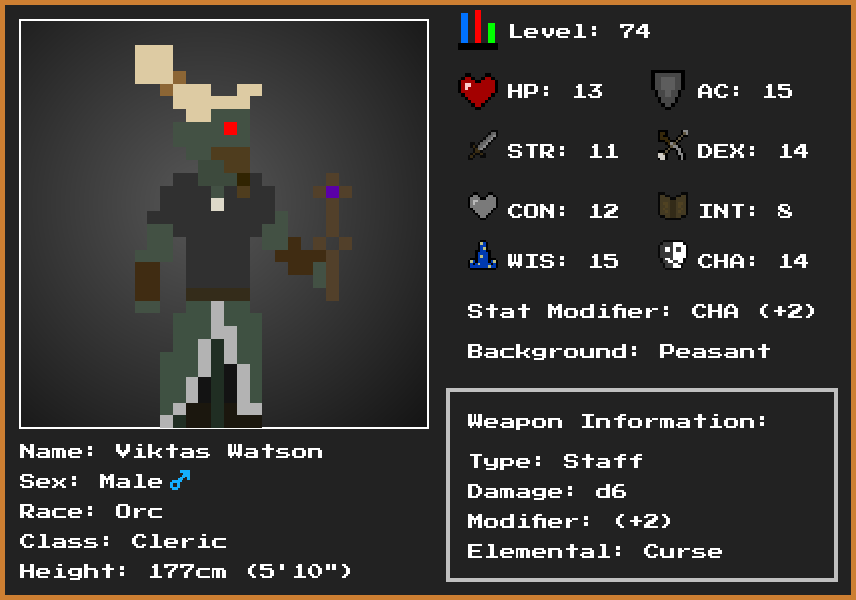 Level: 74
HP: 13
AC: 15
STR: 11
DEX: 14
CON: 12
INT: 8
WIS: 15
CHA: 14
Stat Modifier: CHA (+2)
Background: Peasant
Weapon Information:
Type: Staff
Damage: d6
Modifier: (+2)
Elemental: Curse
Name: Viktas Watson
Sex: Male ♂
Race: Orc
Class: Cleric
Height: 177cm (5'10")